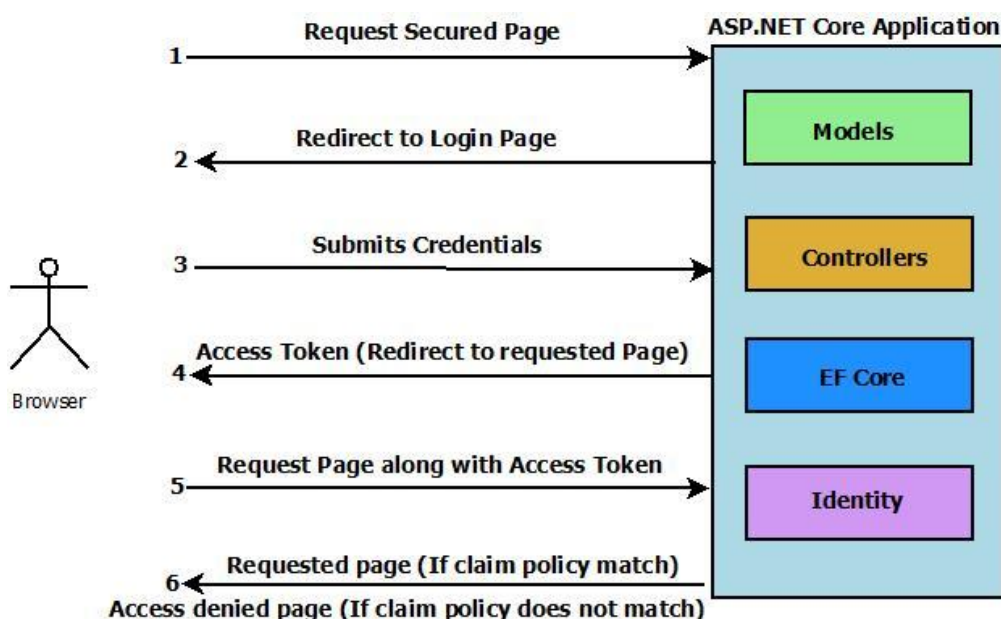 ASP.NET Core Application
Request Secured Page
1
Models
Redirect to Login Page
2
Submits Credentials
3
Controllers
Access Token (Redirect to requested Page)
4
EF Core
Browser
Request Page along with Access Token
5
Identity
Requested page (If claim policy match)
6
Access denied page (If claim policy does not match)